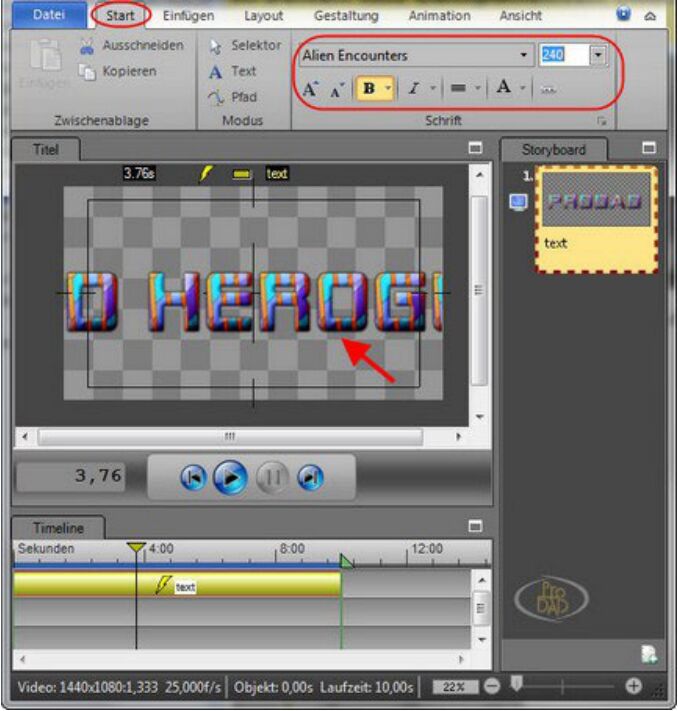 Datei Start Einfügen Layout Gestaltung Animation Ansicht
Ausschneiden
Kopieren
Einfügen
Zwischenablage
Selektor
Text
Pfad
Modus
Alien Encounters 240
A A B I A
Schrift
Titel
3.76s text
D HEROG
3,76
Storyboard
1.
PRODAD
text
Timeline
Sekunden 4:00 8:00 12:00
text
Pro
DAD
Video: 1440x1080:1,333 25,000f/s Objekt: 0,00s Laufzeit: 10,00s 22%